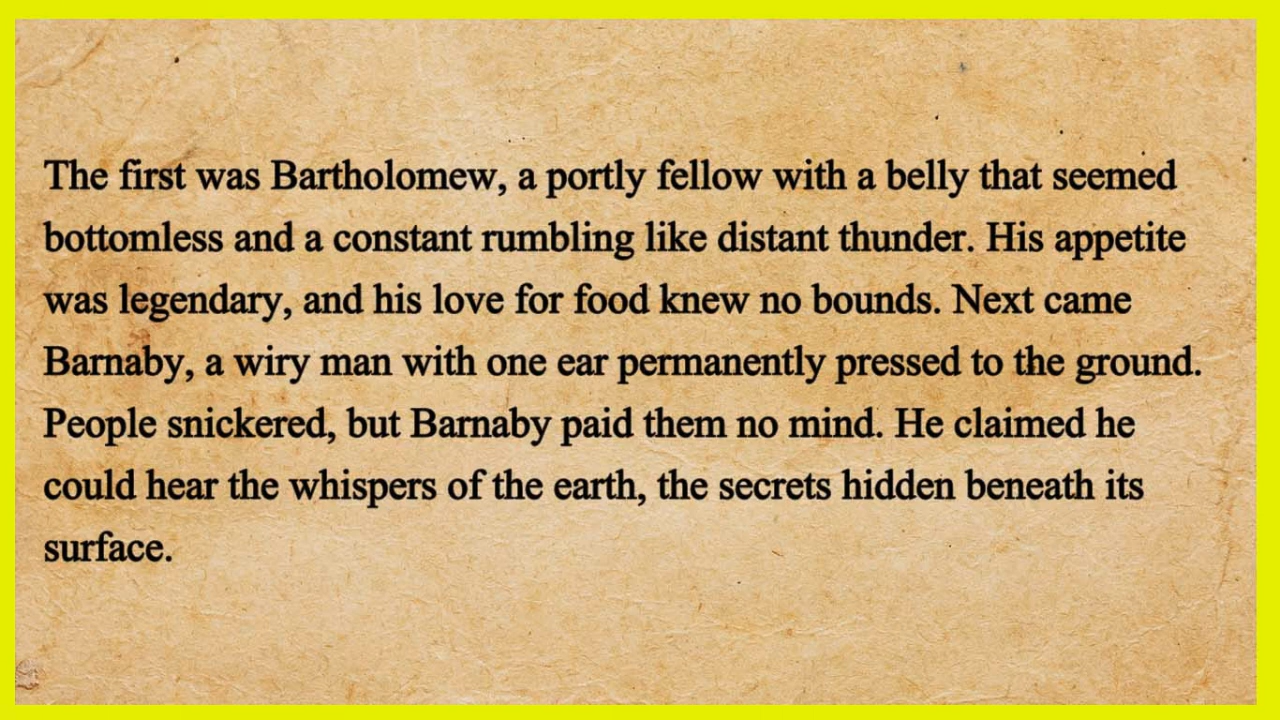 The first was Bartholomew, a portly fellow with a belly that seemed
bottomless and a constant rumbling like distant thunder. His appetite
was legendary, and his love for food knew no bounds. Next came
Barnaby, a wiry man with one ear permanently pressed to the ground.
People snickered, but Barnaby paid them no mind. He claimed he
could hear the whispers of the earth, the secrets hidden beneath its
surface.